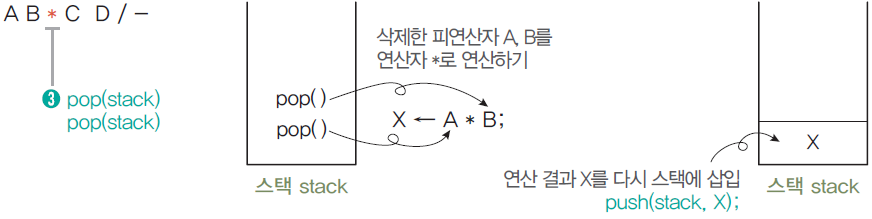 A B * C D / −
❸ pop(stack)
pop(stack)
삭제한 피연산자 A, B를
연산자 *로 연산하기
pop( )
pop( )
X ← A * B;
스택 stack
연산 결과 X를 다시 스택에 삽입
push(stack, X);
X
스택 stack